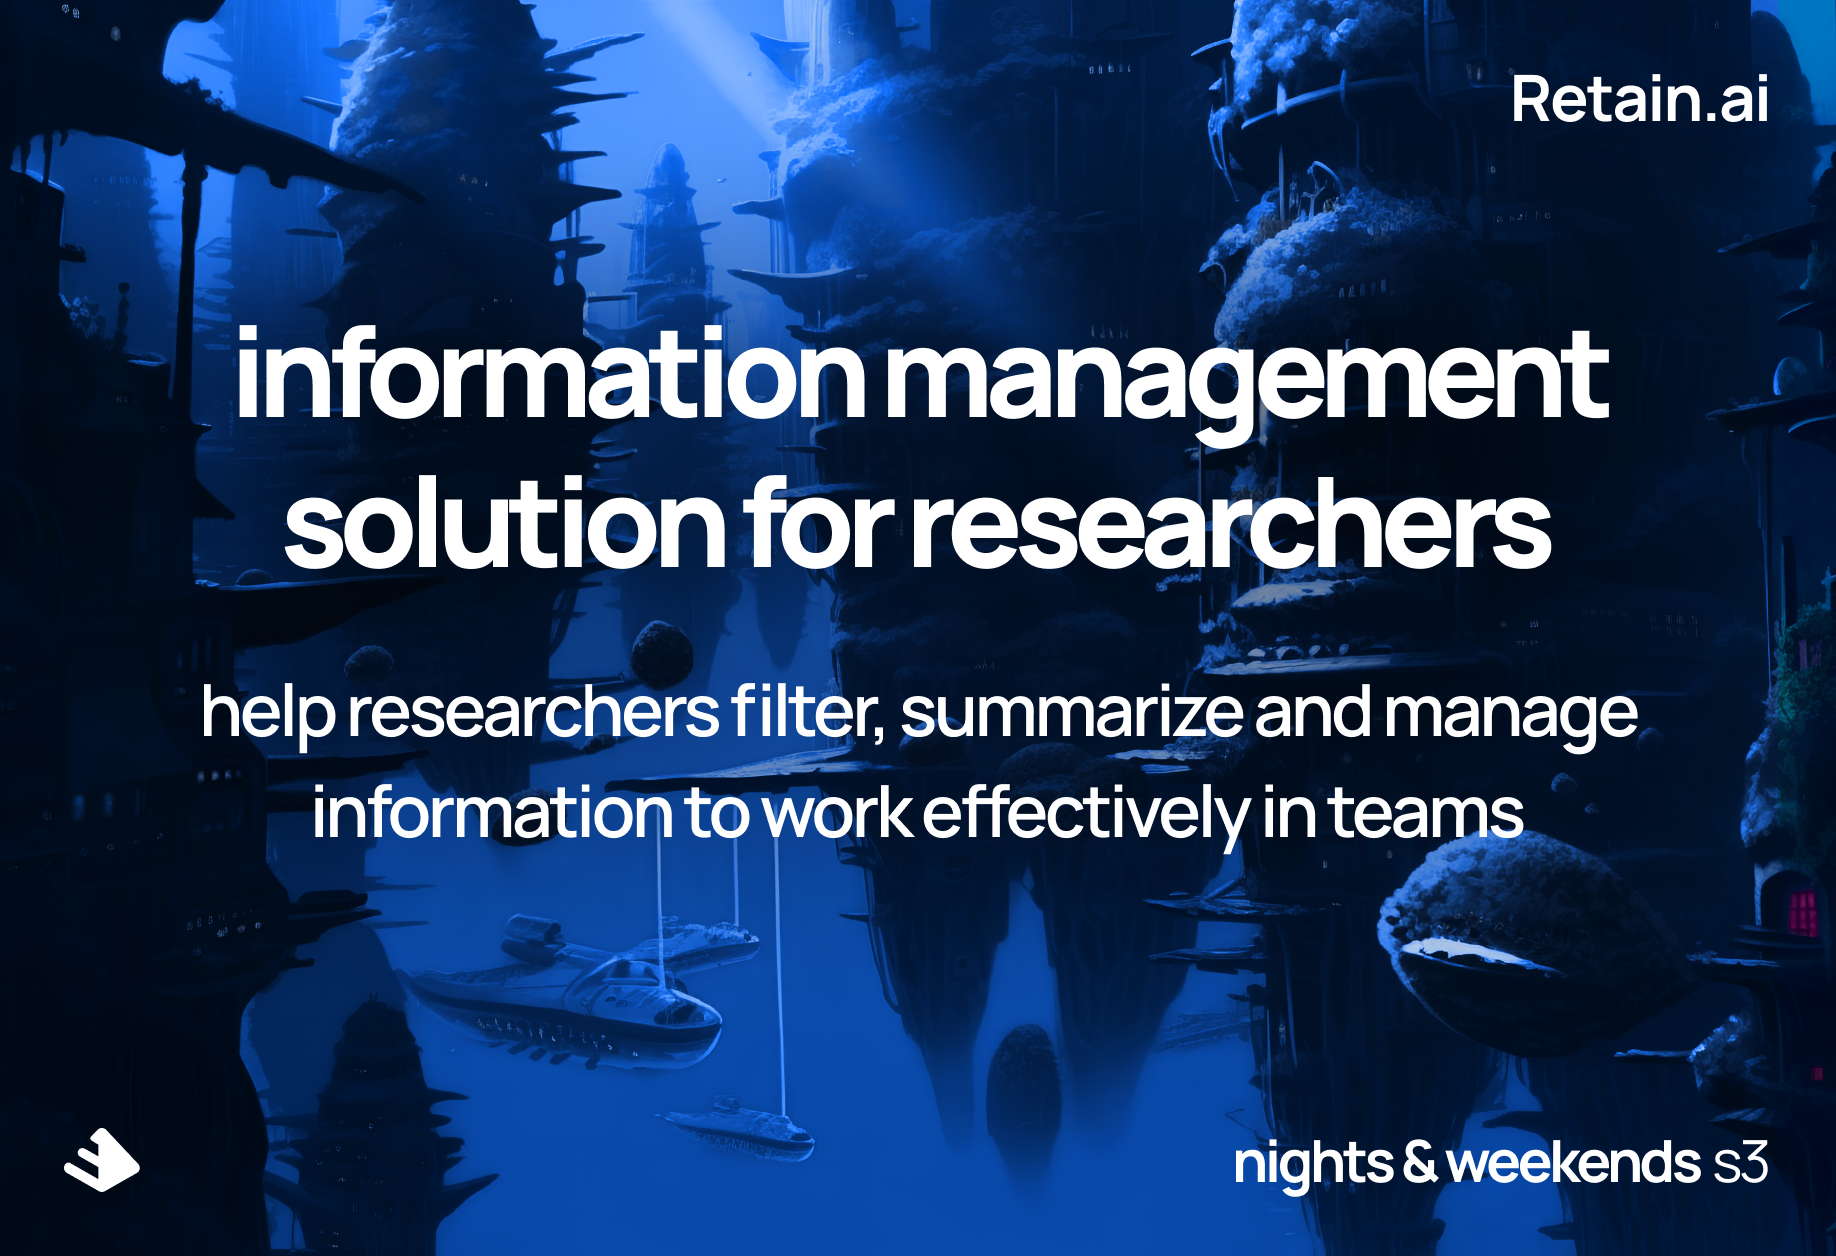 Retain.ai
information management
solution for researchers
help researchers filter, summarize and manage
information to work effectively in teams
nights & weekends s3